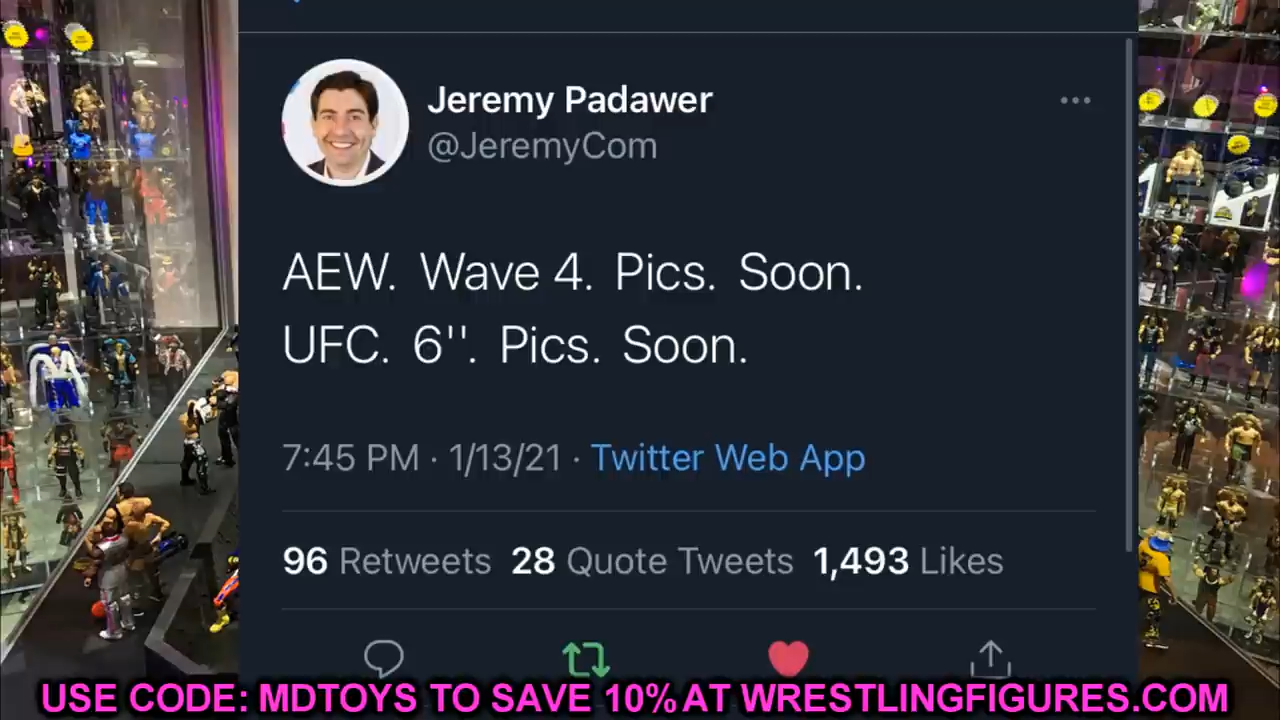 Jeremy Padawer
@JeremyCom
AEW. Wave 4. Pics. Soon.
UFC. 6''. Pics. Soon.
7:45 PM · 1/13/21 · Twitter Web App
96 Retweets 28 Quote Tweets 1,493 Likes
USE CODE: MDTOYS TO SAVE 10% AT WRESTLINGFIGURES.COM